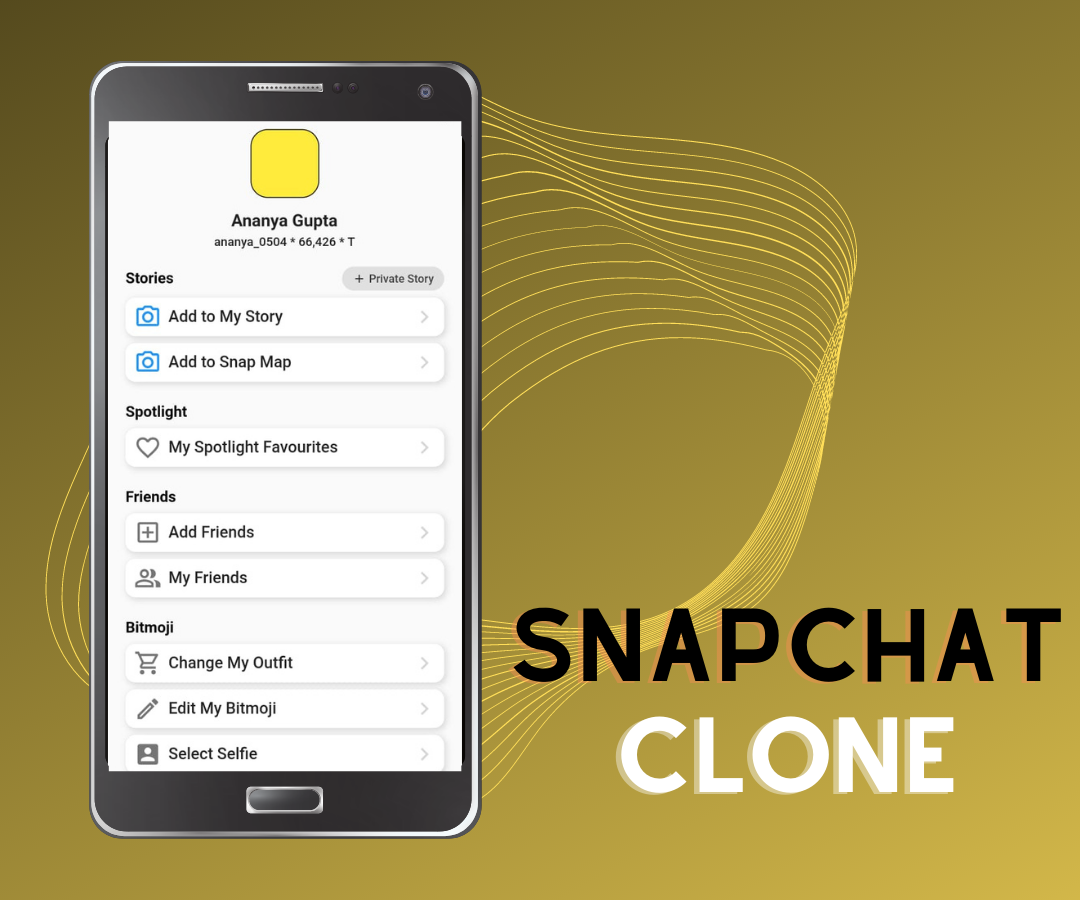 Ananya Gupta
ananya_0504 * 66,426 * T
Stories
+ Private Story
Add to My Story
Add to Snap Map
Spotlight
My Spotlight Favourites
Friends
Add Friends
My Friends
Bitmoji
Change My Outfit
Edit My Bitmoji
Select Selfie
SNAPCHAT
CLONE